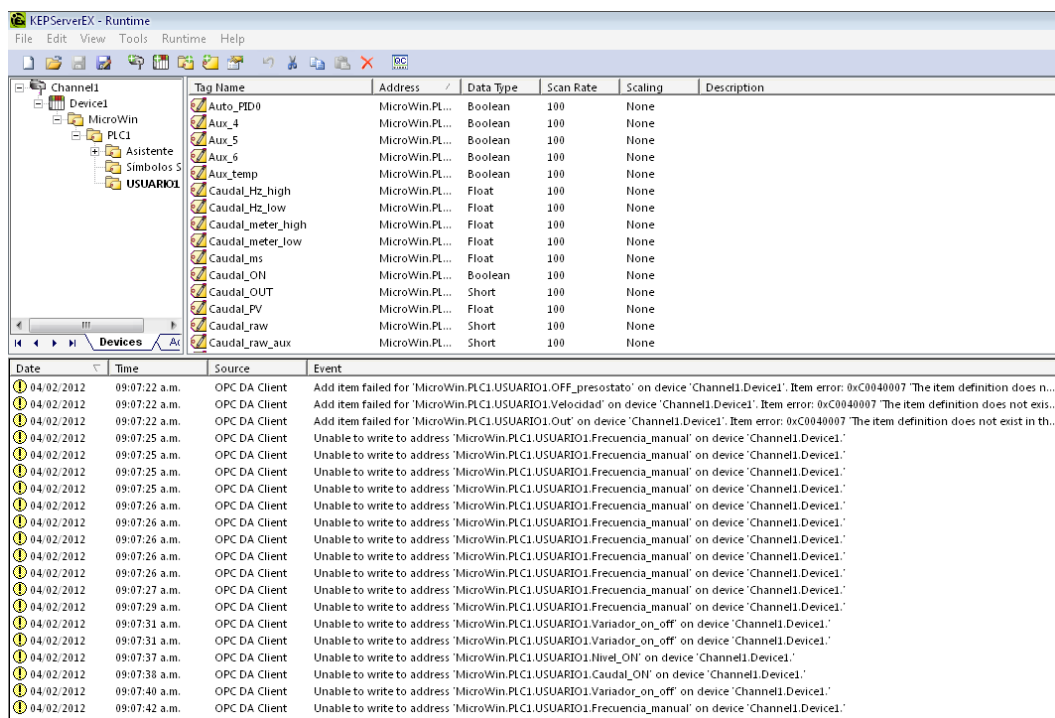 KEPServerEX - Runtime
File Edit View Tools Runtime Help
Channel1
Device1
MicroWin
PLC1
Asistente
Símbolos S
USUARIO1
Devices
Tag Name Address Data Type Scan Rate Scaling Description
Auto_PID0 MicroWin.PL... Boolean 100 None
Aux_4 MicroWin.PL... Boolean 100 None
Aux_5 MicroWin.PL... Boolean 100 None
Aux_6 MicroWin.PL... Boolean 100 None
Aux_temp MicroWin.PL... Boolean 100 None
Caudal_Hz_high MicroWin.PL... Float 100 None
Caudal_Hz_low MicroWin.PL... Float 100 None
Caudal_meter_high MicroWin.PL... Float 100 None
Caudal_meter_low MicroWin.PL... Float 100 None
Caudal_ms MicroWin.PL... Float 100 None
Caudal_ON MicroWin.PL... Boolean 100 None
Caudal_OUT MicroWin.PL... Short 100 None
Caudal_PV MicroWin.PL... Float 100 None
Caudal_raw MicroWin.PL... Short 100 None
Caudal_raw_aux MicroWin.PL... Short 100 None
Date Time Source Event
04/02/2012 09:07:22 a.m. OPC DA Client Add item failed for 'MicroWin.PLC1.USUARIO1.OFF_presostato' on device 'Channel1.Device1'. Item error: 0xC0040007 'The item definition does n...
04/02/2012 09:07:22 a.m. OPC DA Client Add item failed for 'MicroWin.PLC1.USUARIO1.Velocidad' on device 'Channel1.Device1'. Item error: 0xC0040007 'The item definition does not exis...
04/02/2012 09:07:22 a.m. OPC DA Client Add item failed for 'MicroWin.PLC1.USUARIO1.Out' on device 'Channel1.Device1'. Item error: 0xC0040007 'The item definition does not exist in th...
04/02/2012 09:07:25 a.m. OPC DA Client Unable to write to address 'MicroWin.PLC1.USUARIO1.Frecuencia_manual' on device 'Channel1.Device1.'
04/02/2012 09:07:25 a.m. OPC DA Client Unable to write to address 'MicroWin.PLC1.USUARIO1.Frecuencia_manual' on device 'Channel1.Device1.'
04/02/2012 09:07:25 a.m. OPC DA Client Unable to write to address 'MicroWin.PLC1.USUARIO1.Frecuencia_manual' on device 'Channel1.Device1.'
04/02/2012 09:07:25 a.m. OPC DA Client Unable to write to address 'MicroWin.PLC1.USUARIO1.Frecuencia_manual' on device 'Channel1.Device1.'
04/02/2012 09:07:26 a.m. OPC DA Client Unable to write to address 'MicroWin.PLC1.USUARIO1.Frecuencia_manual' on device 'Channel1.Device1.'
04/02/2012 09:07:26 a.m. OPC DA Client Unable to write to address 'MicroWin.PLC1.USUARIO1.Frecuencia_manual' on device 'Channel1.Device1.'
04/02/2012 09:07:26 a.m. OPC DA Client Unable to write to address 'MicroWin.PLC1.USUARIO1.Frecuencia_manual' on device 'Channel1.Device1.'
04/02/2012 09:07:26 a.m. OPC DA Client Unable to write to address 'MicroWin.PLC1.USUARIO1.Frecuencia_manual' on device 'Channel1.Device1.'
04/02/2012 09:07:26 a.m. OPC DA Client Unable to write to address 'MicroWin.PLC1.USUARIO1.Frecuencia_manual' on device 'Channel1.Device1.'
04/02/2012 09:07:27 a.m. OPC DA Client Unable to write to address 'MicroWin.PLC1.USUARIO1.Frecuencia_manual' on device 'Channel1.Device1.'
04/02/2012 09:07:29 a.m. OPC DA Client Unable to write to address 'MicroWin.PLC1.USUARIO1.Frecuencia_manual' on device 'Channel1.Device1.'
04/02/2012 09:07:31 a.m. OPC DA Client Unable to write to address 'MicroWin.PLC1.USUARIO1.Variador_on_off' on device 'Channel1.Device1.'
04/02/2012 09:07:31 a.m. OPC DA Client Unable to write to address 'MicroWin.PLC1.USUARIO1.Variador_on_off' on device 'Channel1.Device1.'
04/02/2012 09:07:37 a.m. OPC DA Client Unable to write to address 'MicroWin.PLC1.USUARIO1.Nivel_ON' on device 'Channel1.Device1.'
04/02/2012 09:07:38 a.m. OPC DA Client Unable to write to address 'MicroWin.PLC1.USUARIO1.Caudal_ON' on device 'Channel1.Device1.'
04/02/2012 09:07:40 a.m. OPC DA Client Unable to write to address 'MicroWin.PLC1.USUARIO1.Variador_on_off' on device 'Channel1.Device1.'
04/02/2012 09:07:42 a.m. OPC DA Client Unable to write to address 'MicroWin.PLC1.USUARIO1.Frecuencia_manual' on device 'Channel1.Device1.'